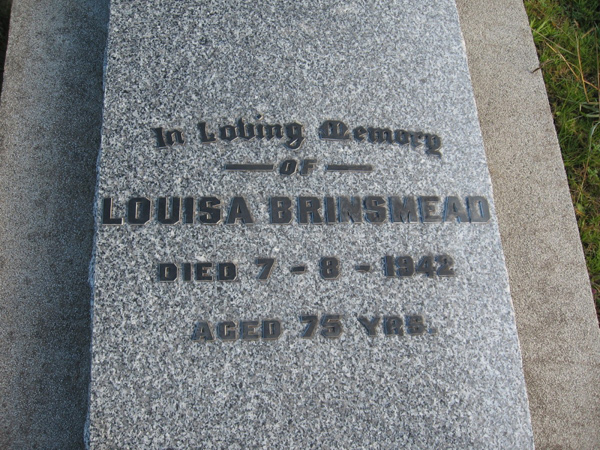 In Loving Memory
— OF —
LOUISA BRINSMEAD
DIED 7 - 8 - 1942
AGED 75 YRS.